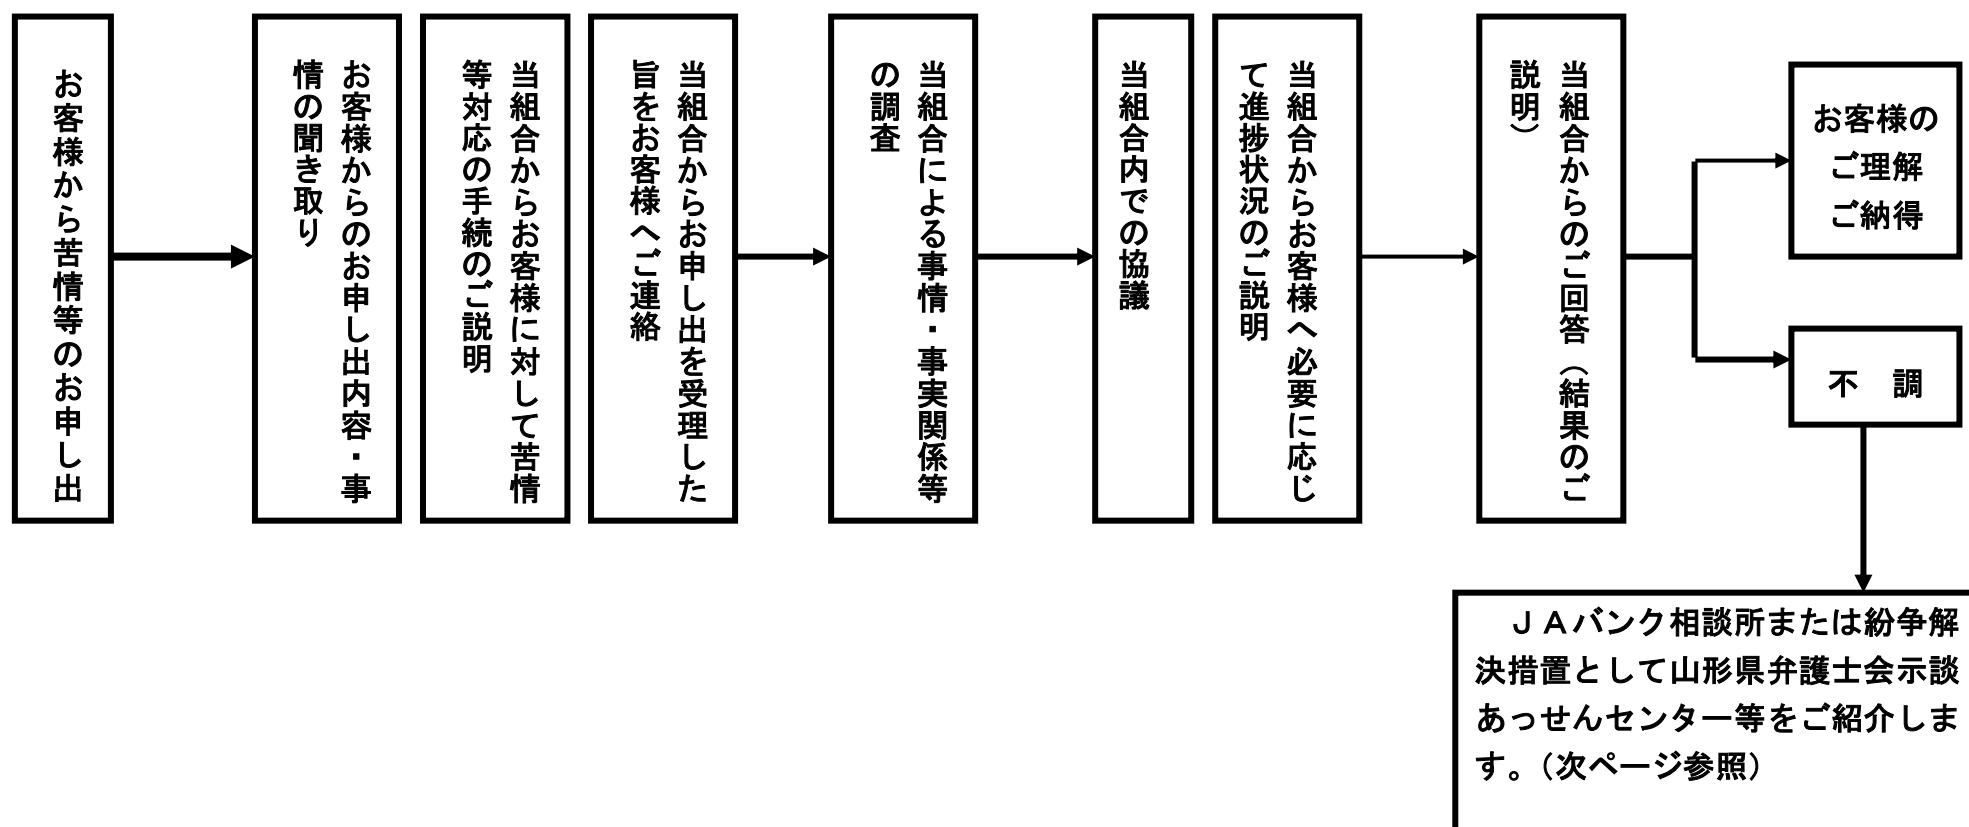 お客様から苦情等のお申し出
お客様からのお申し出内容・事
情の聞き取り
当組合からお客様に対して苦情
等対応の手続のご説明
当組合からお申し出を受理した
旨をお客様へご連絡
当組合による事情・事実関係等
の調査
当組合内での協議
当組合からお客様へ必要に応じ
て進捗状況のご説明
当組合からのご回答（結果のご
説明）
お客様の
ご理解
ご納得
不　調
ＪＡバンク相談所または紛争解
決措置として山形県弁護士会示談
あっせんセンター等をご紹介しま
す。（次ページ参照）